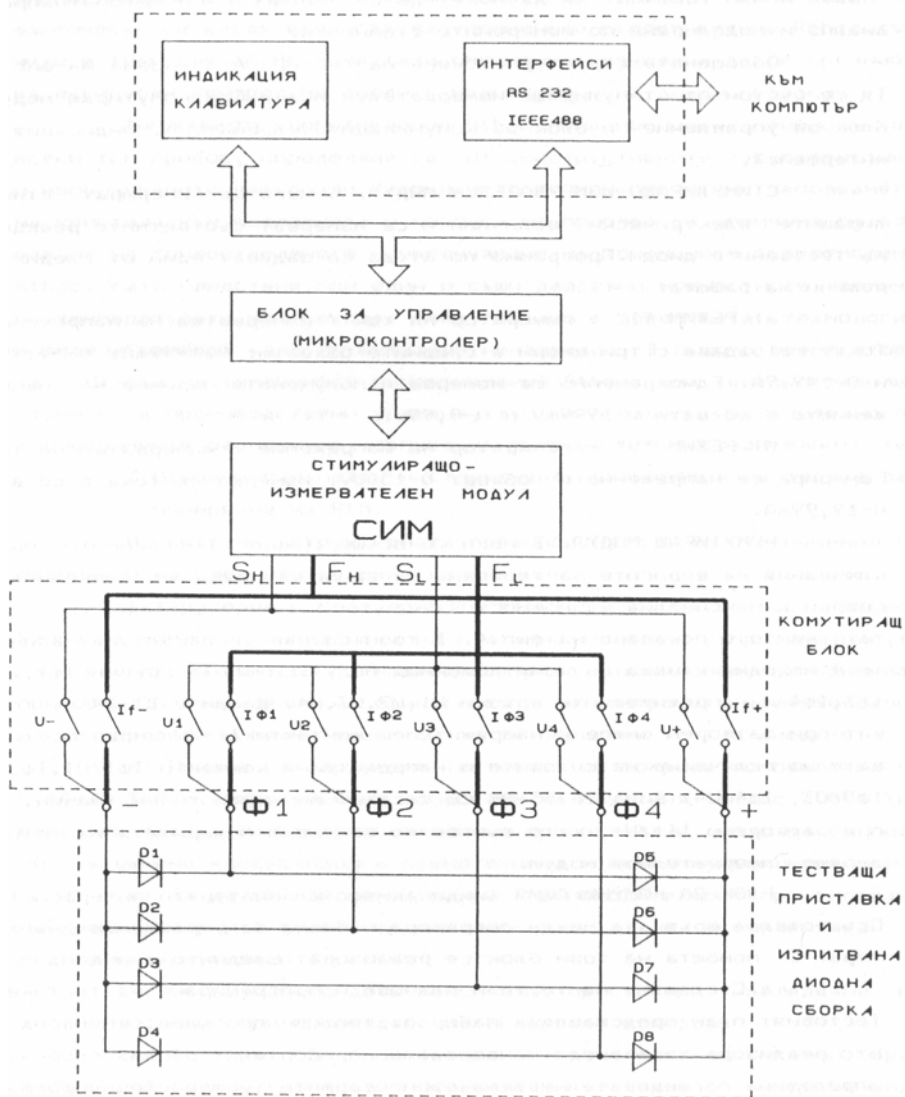 ИНДИКАЦИЯ
КЛАВИАТУРА
ИНТЕРФЕЙСИ
RS 232
IEEE488
КЪМ
КОМПЮТЪР
БЛОК ЗА УПРАВЛЕНИЕ
(МИКРОКОНТРОЛЕР)
СТИМУЛИРАЩО-
ИЗМЕРВАТЕЛЕН МОДУЛ
СИМ
SH FH SL FL
КОМУТИРАЩ
БЛОК
U- If- U1 IФ1 U2 IФ2 U3 IФ3 U4 IФ4 U+ If+
- Ф1 Ф2 Ф3 Ф4 +
D1 D5
D2 D6
D3 D7
D4 D8
ТЕСТВАЩА
ПРИСТАВКА
И
ИЗПИТВАНА
ДИОДНА
СБОРКА